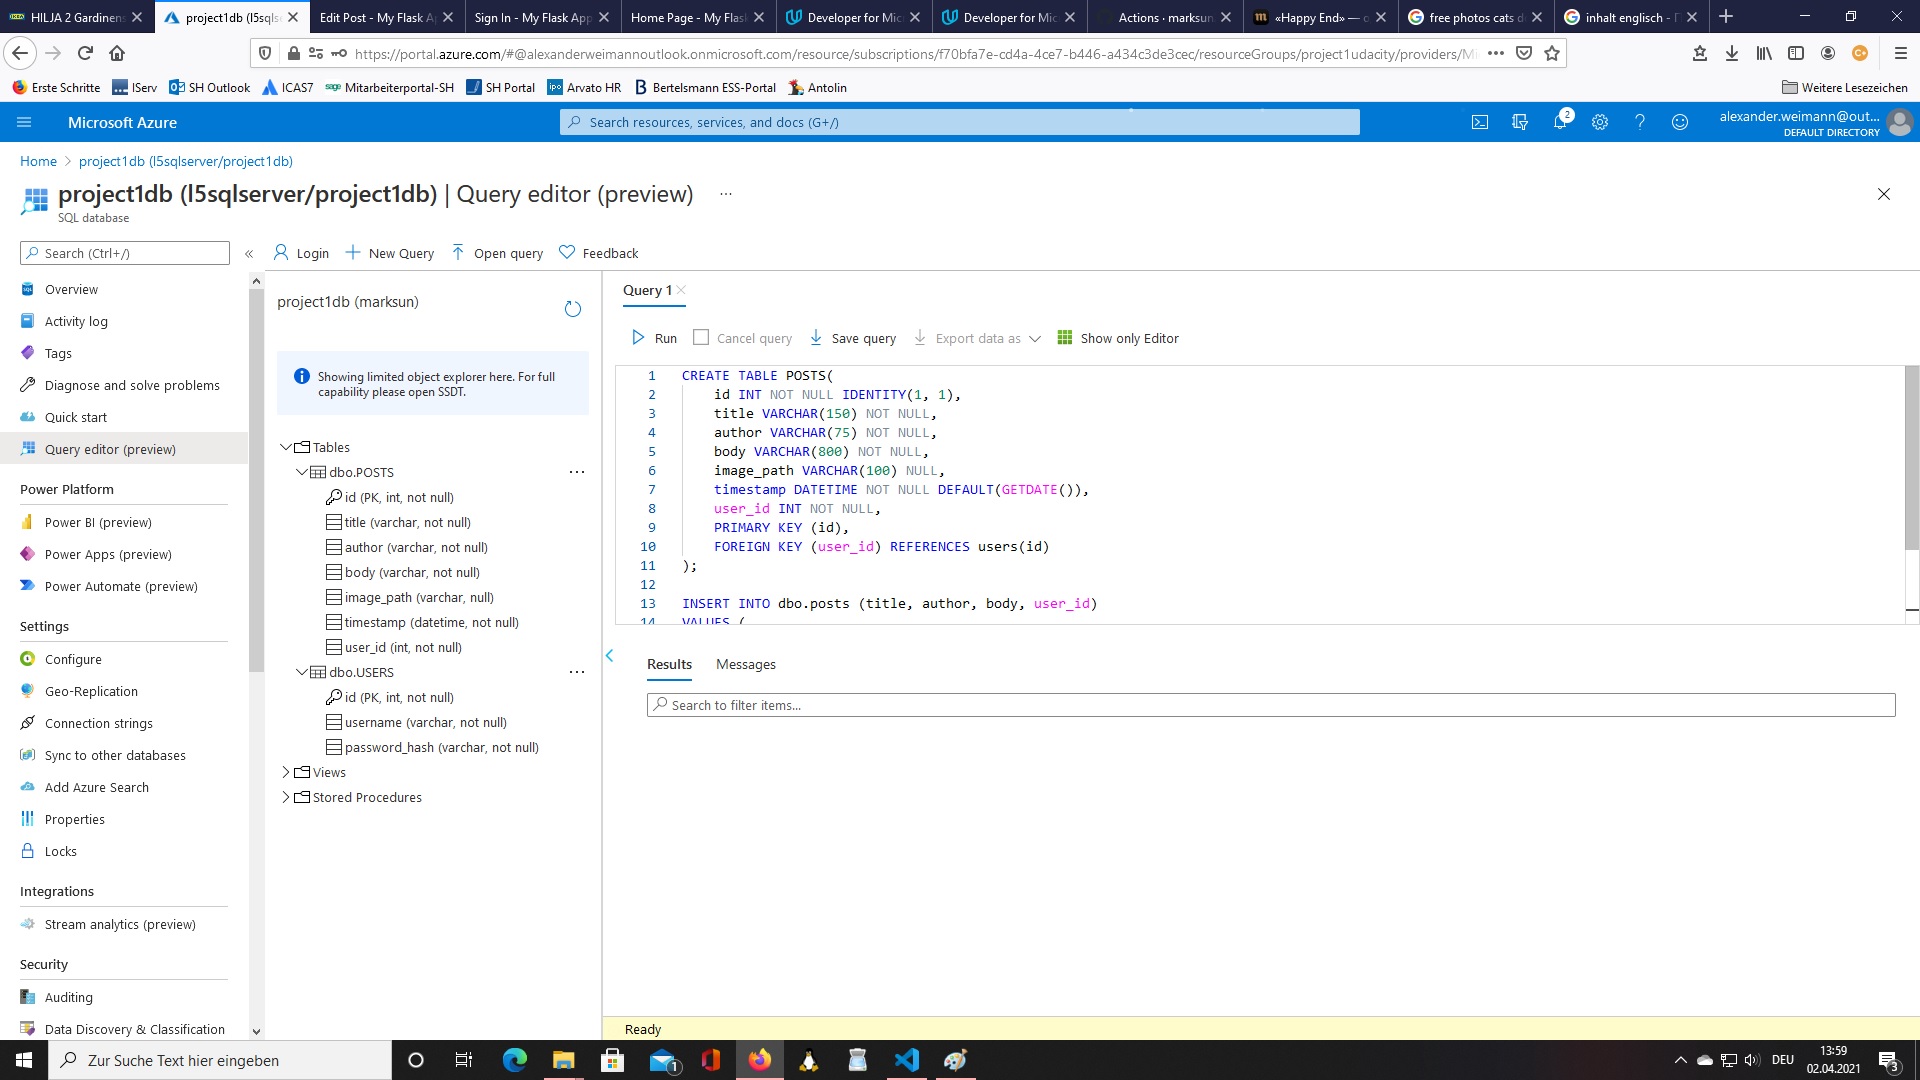 HILJA 2 Gardinens
project1db (l5sqlse
Edit Post - My Flask A
Sign In - My Flask App
Home Page - My Flask
Developer for Mic
Developer for Mic
Actions · marksun
«Happy End» — о
free photos cats d
inhalt englisch - П
https://portal.azure.com/#@alexanderweimannoutlook.onmicrosoft.com/resource/subscriptions/f70bfa7e-cd4a-4ce7-b446-a434c3de3cec/resourceGroups/project1udacity/providers/Mi
Erste Schritte
IServ
SH Outlook
ICAS7
Mitarbeiterportal-SH
SH Portal
Arvato HR
Bertelsmann ESS-Portal
Antolin
Weitere Lesezeichen
Microsoft Azure
Search resources, services, and docs (G+/)
2
alexander.weimann@out...
DEFAULT DIRECTORY
Home > project1db (l5sqlserver/project1db)
project1db (l5sqlserver/project1db) | Query editor (preview) ...
SQL database
Search (Ctrl+/)
«
Overview
Activity log
Tags
Diagnose and solve problems
Quick start
Query editor (preview)
Power Platform
Power BI (preview)
Power Apps (preview)
Power Automate (preview)
Settings
Configure
Geo-Replication
Connection strings
Sync to other databases
Add Azure Search
Properties
Locks
Integrations
Stream analytics (preview)
Security
Auditing
Data Discovery & Classification
Login
New Query
Open query
Feedback
project1db (marksun)
Showing limited object explorer here. For full
capability please open SSDT.
Tables
dbo.POSTS ...
id (PK, int, not null)
title (varchar, not null)
author (varchar, not null)
body (varchar, not null)
image_path (varchar, null)
timestamp (datetime, not null)
user_id (int, not null)
dbo.USERS ...
id (PK, int, not null)
username (varchar, not null)
password_hash (varchar, not null)
Views
Stored Procedures
Query 1
Run
Cancel query
Save query
Export data as
Show only Editor
1 CREATE TABLE POSTS(
2 id INT NOT NULL IDENTITY(1, 1),
3 title VARCHAR(150) NOT NULL,
4 author VARCHAR(75) NOT NULL,
5 body VARCHAR(800) NOT NULL,
6 image_path VARCHAR(100) NULL,
7 timestamp DATETIME NOT NULL DEFAULT(GETDATE()),
8 user_id INT NOT NULL,
9 PRIMARY KEY (id),
10 FOREIGN KEY (user_id) REFERENCES users(id)
11 );
12
13 INSERT INTO dbo.posts (title, author, body, user_id)
14 VALUES (
Results
Messages
Search to filter items...
Ready
Zur Suche Text hier eingeben
1
DEU
13:59
02.04.2021
3